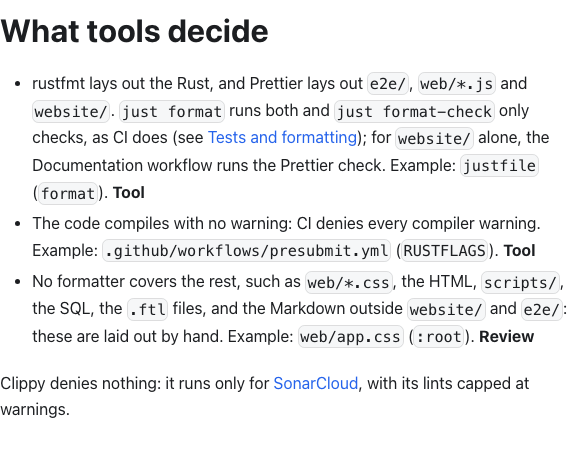 What tools decide
• rustfmt lays out the Rust, and Prettier lays out e2e/, web/*.js and
website/. just format runs both and just format-check only
checks, as CI does (see Tests and formatting); for website/ alone, the
Documentation workflow runs the Prettier check. Example: justfile
(format). Tool
• The code compiles with no warning: CI denies every compiler warning.
Example: .github/workflows/presubmit.yml (RUSTFLAGS). Tool
• No formatter covers the rest, such as web/*.css, the HTML, scripts/,
the SQL, the .ftl files, and the Markdown outside website/ and e2e/:
these are laid out by hand. Example: web/app.css (:root). Review
Clippy denies nothing: it runs only for SonarCloud, with its lints capped at
warnings.